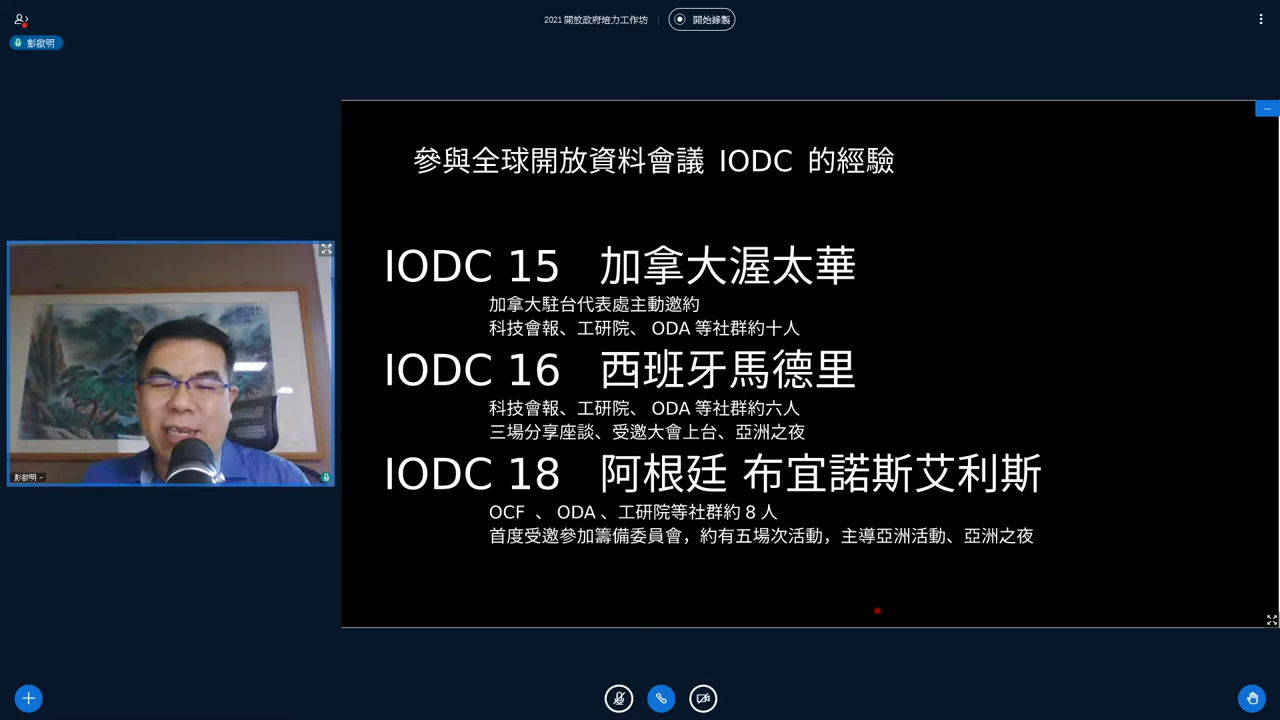 2021 開放政府培力工作坊
開始錄製
彭啟明
參與全球開放資料會議 IODC 的經驗
IODC 15 加拿大渥太華
加拿大駐台代表處主動邀約
科技會報、工研院、 ODA 等社群約十人
IODC 16 西班牙馬德里
科技會報、工研院、 ODA 等社群約六人
三場分享座談、受邀大會上台、亞洲之夜
IODC 18 阿根廷 布宜諾斯艾利斯
OCF 、 ODA 、工研院等社群約 8 人
首度受邀參加籌備委員會，約有五場次活動，主導亞洲活動、亞洲之夜
彭啟明